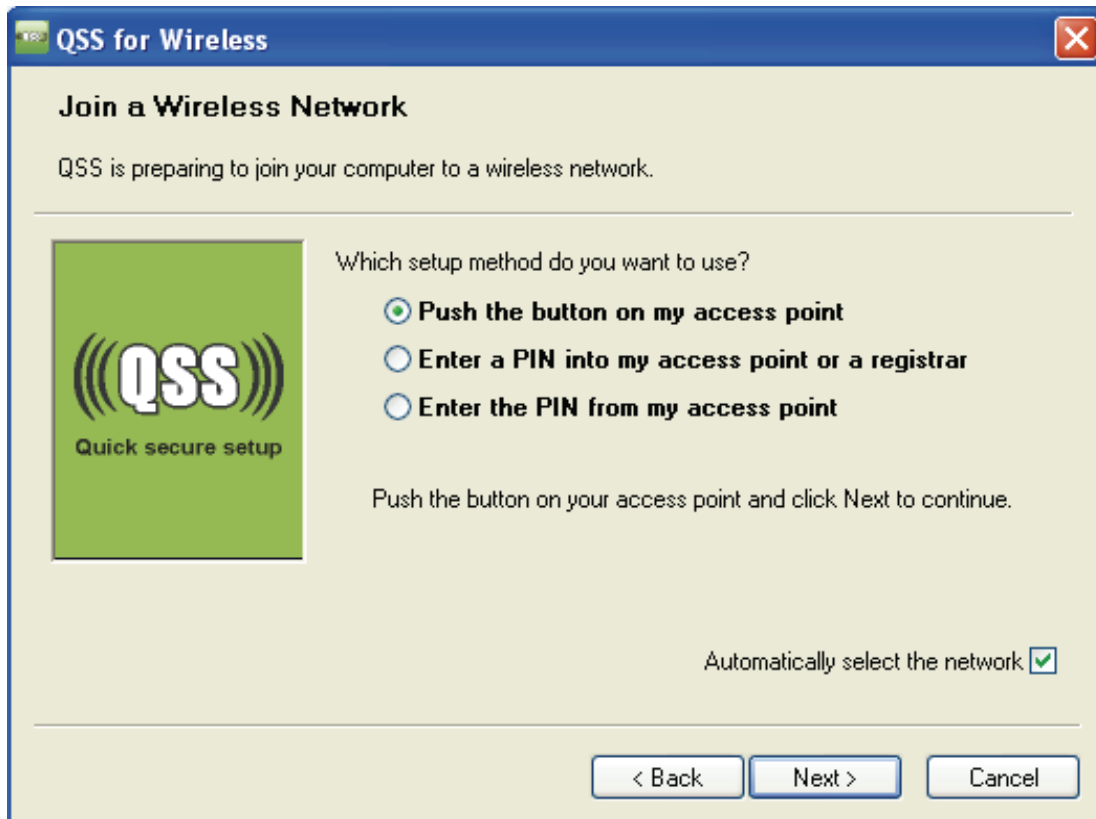 QSS for Wireless
Join a Wireless Network
QSS is preparing to join your computer to a wireless network.
Which setup method do you want to use?
Push the button on my access point
Enter a PIN into my access point or a registrar
Enter the PIN from my access point
(((QSS)))
Quick secure setup
Push the button on your access point and click Next to continue.
Automatically select the network
< Back
Next >
Cancel